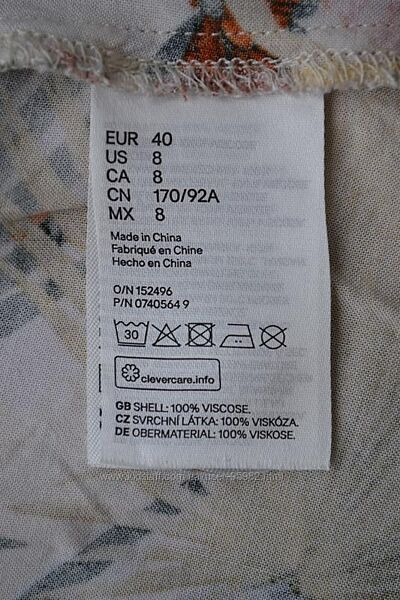 EUR 40
US 8
CA 8
CN 170/92A
MX 8
Made in China
Fabriqué en Chine
Hecho en China
O/N 152496
P/N 0740564 9
30
clevercare.info
GB SHELL: 100% VISCOSE.
CZ SVRCHNÍ LÁTKA: 100% VISKÓZA.
DE OBERMATERIAL: 100% VISKOSE.